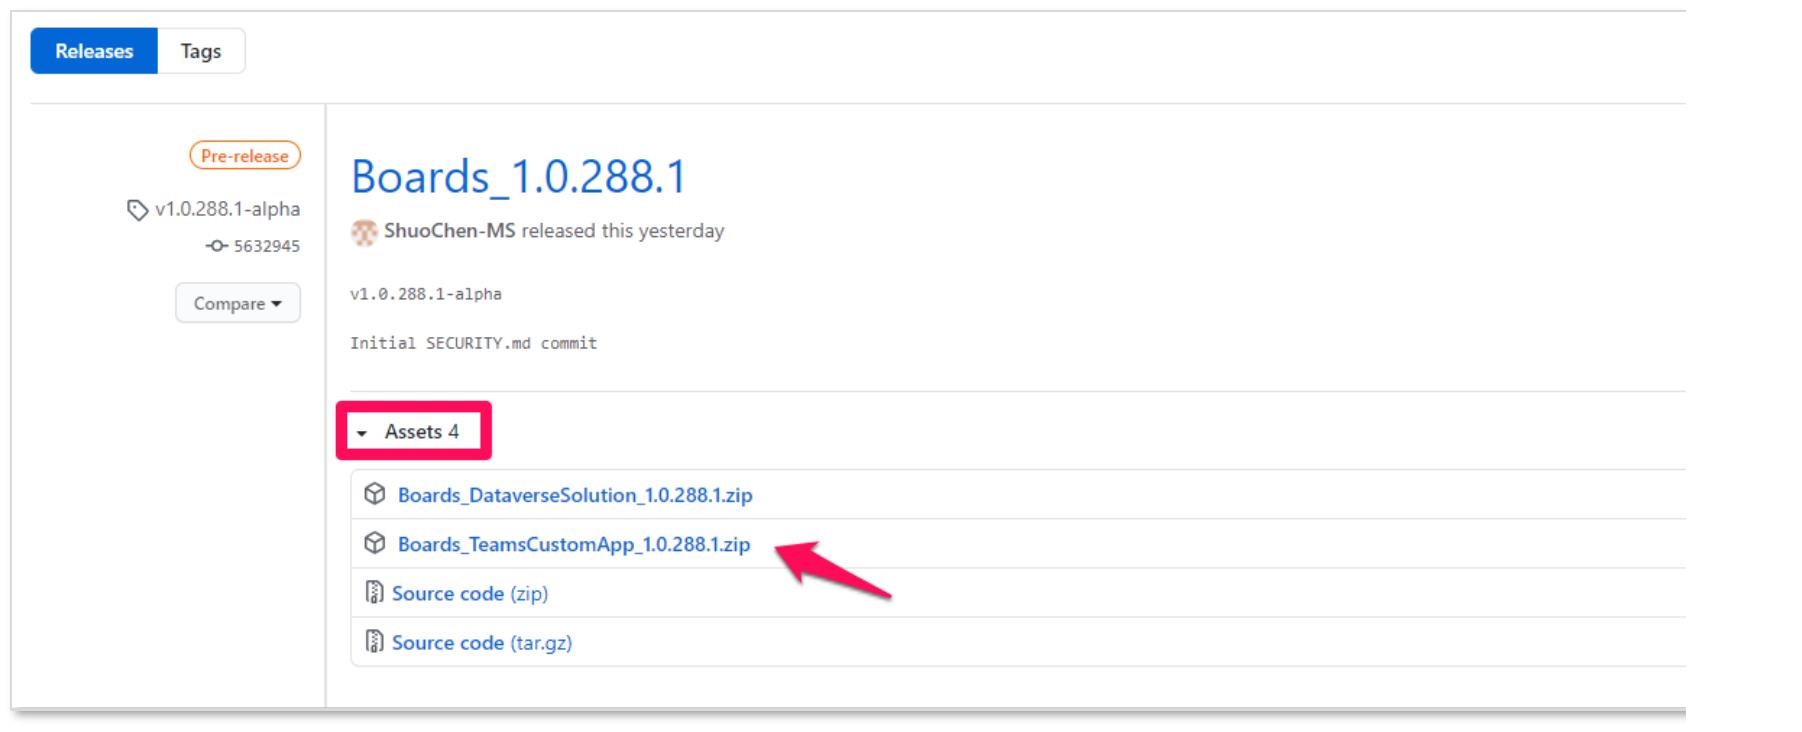 Releases Tags
Pre-release
v1.0.288.1-alpha
5632945
Compare
Boards_1.0.288.1
ShuoChen-MS released this yesterday
v1.0.288.1-alpha
Initial SECURITY.md commit
Assets 4
Boards_DataverseSolution_1.0.288.1.zip
Boards_TeamsCustomApp_1.0.288.1.zip
Source code (zip)
Source code (tar.gz)